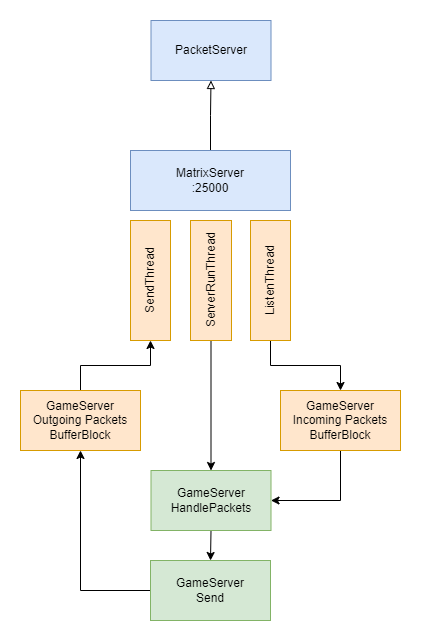 PacketServer
MatrixServer
:25000
SendThread
ServerRunThread
ListenThread
GameServer
Outgoing Packets
BufferBlock
GameServer
Incoming Packets
BufferBlock
GameServer
HandlePackets
GameServer
Send